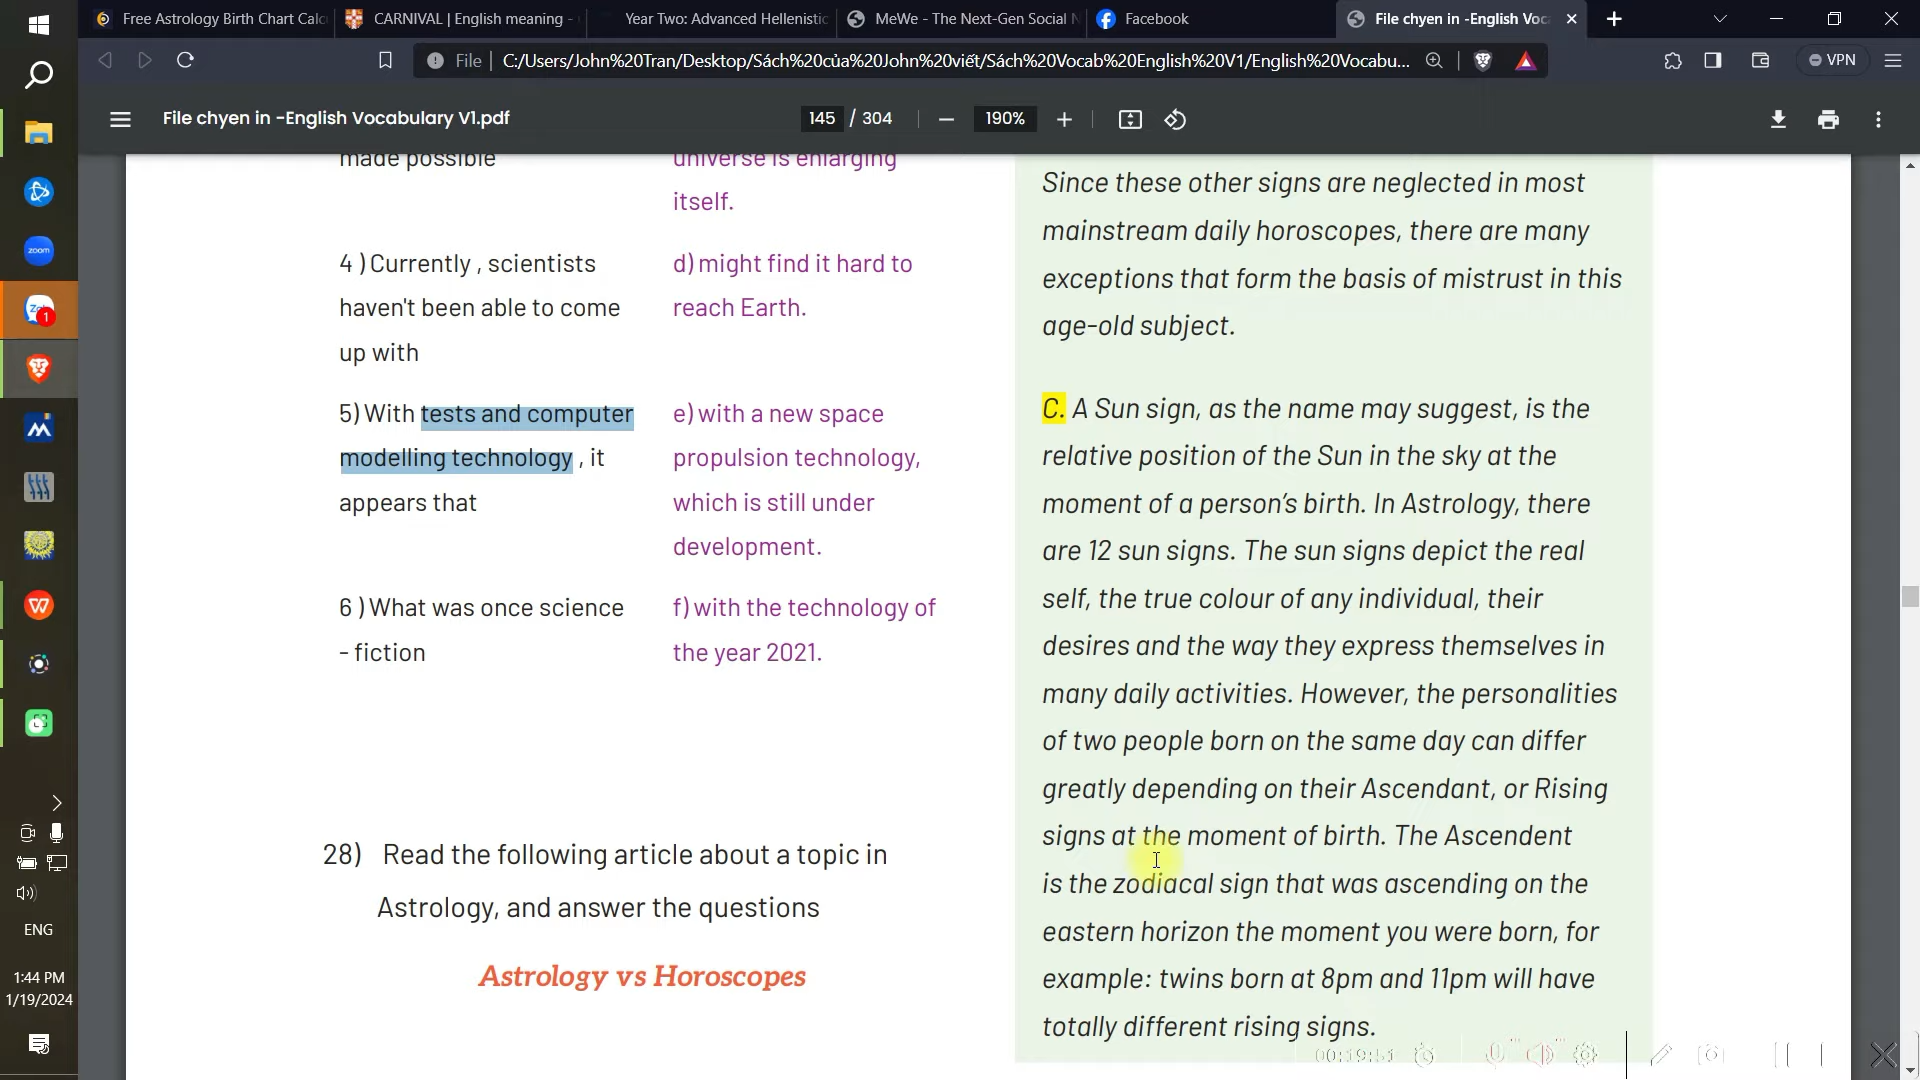 Free Astrology Birth Chart Calc
CARNIVAL | English meaning -
Year Two: Advanced Hellenistic
MeWe - The Next-Gen Social N
Facebook
File chyen in -English Voc
File
C:/Users/John%20Tran/Desktop/Sách%20của%20John%20viết/Sách%20Vocab%20English%20V1/English%20Vocabu...
VPN
File chyen in -English Vocabulary V1.pdf
145 / 304
190%
made possible
universe is enlarging
itself.
4 ) Currently , scientists
haven't been able to come
up with
d) might find it hard to
reach Earth.
5) With tests and computer
modelling technology , it
appears that
e) with a new space
propulsion technology,
which is still under
development.
6 ) What was once science
- fiction
f) with the technology of
the year 2021.
28) Read the following article about a topic in
Astrology, and answer the questions
Astrology vs Horoscopes
Since these other signs are neglected in most
mainstream daily horoscopes, there are many
exceptions that form the basis of mistrust in this
age-old subject.
C. A Sun sign, as the name may suggest, is the
relative position of the Sun in the sky at the
moment of a person's birth. In Astrology, there
are 12 sun signs. The sun signs depict the real
self, the true colour of any individual, their
desires and the way they express themselves in
many daily activities. However, the personalities
of two people born on the same day can differ
greatly depending on their Ascendant, or Rising
signs at the moment of birth. The Ascendent
is the zodiacal sign that was ascending on the
eastern horizon the moment you were born, for
example: twins born at 8pm and 11pm will have
totally different rising signs.
00:19:51
zoom
1
ENG
1:44 PM
1/19/2024